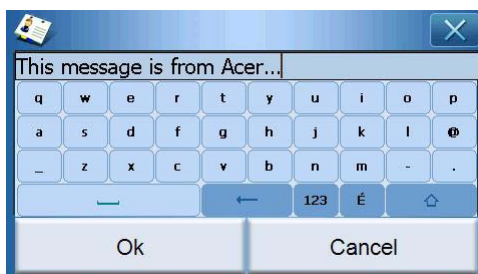 This message is from Acer...
q w e r t y u i o p
a s d f g h j k l @
_ z x c v b n m - .
123 É
Ok Cancel